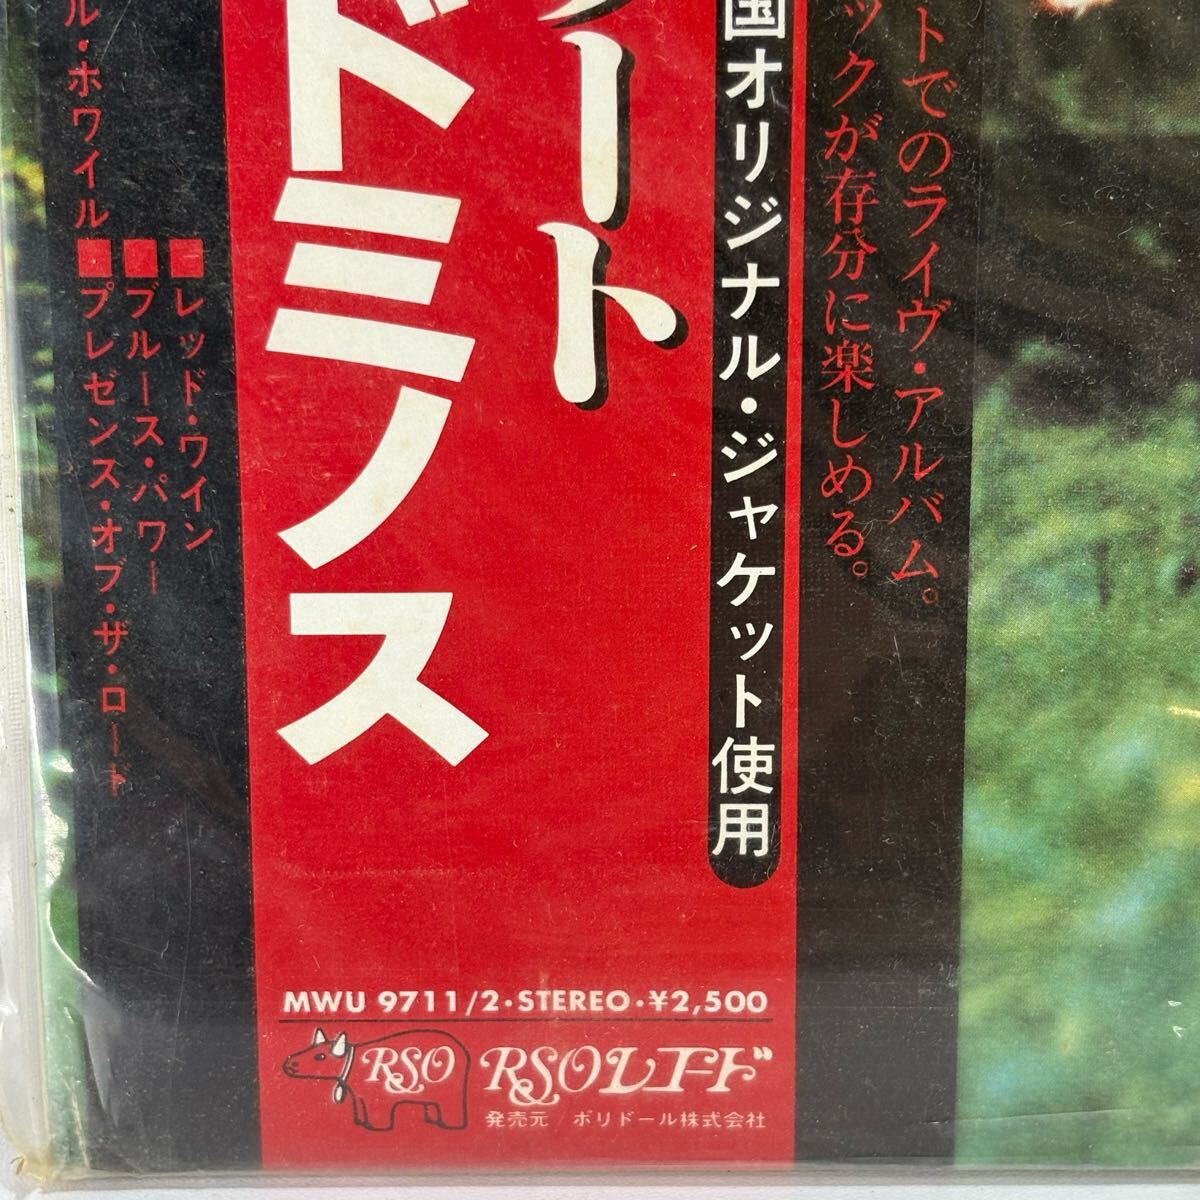 トでのライヴ・アルバム。
ックが存分に楽しめる。
国オリジナル・ジャケット使用
ート
ドミノス
■レッド・ワイン
■ブルース・パワー
ル・ホワイル
■プレゼンス・オブ・ザ・ロード
MWU 9711/2・STEREO・¥2,500
RSO
RSOレコード
発売元/ポリドール株式会社